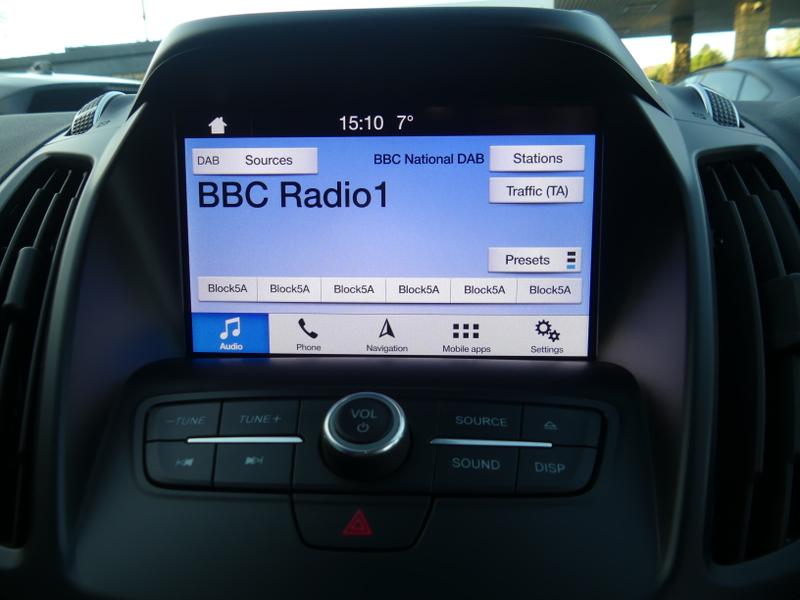 15:10 7°
DAB Sources BBC National DAB Stations
BBC Radio1
Traffic (TA)
Presets
Block5A Block5A Block5A Block5A Block5A Block5A
Audio Phone Navigation Mobile apps Settings
-TUNE TUNE+ VOL SOURCE
SOUND DISP